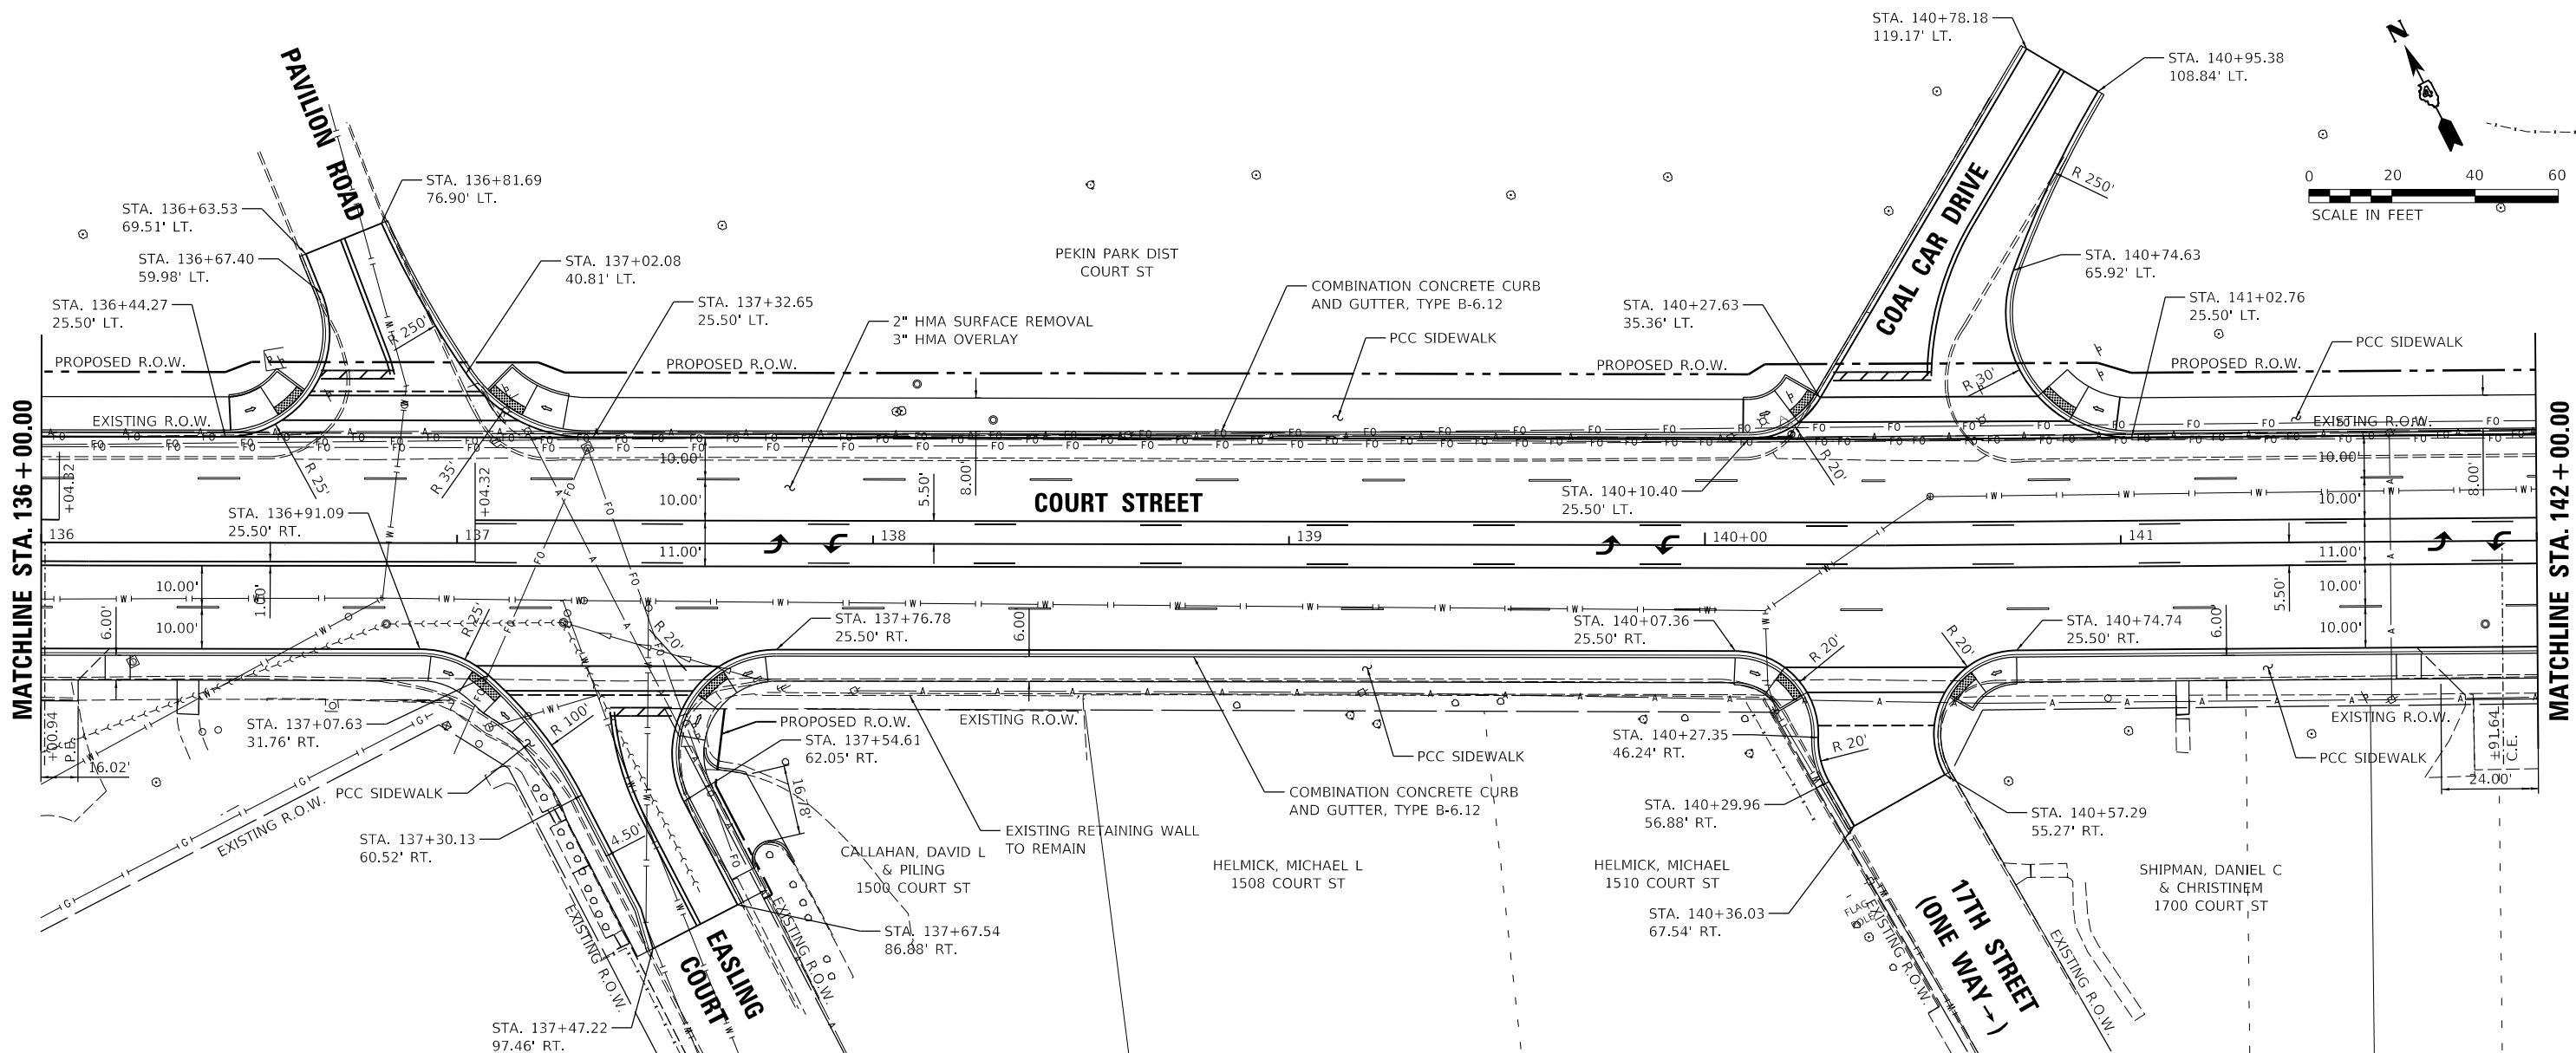 STA. 140+78.18
119.17' LT.
N
STA. 140+95.38
108.84' LT.
PAVILION ROAD
STA. 136+81.69
76.90' LT.
R 250'
0 20 40 60
SCALE IN FEET
STA. 136+63.53
69.51' LT.
COAL CAR DRIVE
STA. 136+67.40
59.98' LT.
STA. 137+02.08
40.81' LT.
PEKIN PARK DIST
COURT ST
STA. 140+74.63
65.92' LT.
STA. 136+44.27
25.50' LT.
STA. 137+32.65
25.50' LT.
COMBINATION CONCRETE CURB
AND GUTTER, TYPE B-6.12
STA. 140+27.63
35.36' LT.
STA. 141+02.76
25.50' LT.
R 250'
2" HMA SURFACE REMOVAL
3" HMA OVERLAY
PCC SIDEWALK
PCC SIDEWALK
PROPOSED R.O.W.
PROPOSED R.O.W.
PROPOSED R.O.W.
PROPOSED R.O.W.
R 30'
EXISTING R.O.W.
EXISTING R.O.W.
MATCHLINE STA. 136+00.00
MATCHLINE STA. 142+00.00
+04.32
R 25'
R 35'
+04.32
10.00'
10.00'
5.50'
8.00'
COURT STREET
R 20'
STA. 140+10.40
25.50' LT.
10.00'
10.00'
8.00'
STA. 136+91.09
25.50' RT.
136
137
138
139
140+00
141
11.00'
11.00'
10.00'
1.00'
10.00'
6.00'
R 25'
R 20'
STA. 137+76.78
25.50' RT.
6.00'
STA. 140+07.36
25.50' RT.
R 20'
R 20'
STA. 140+74.74
25.50' RT.
6.00'
5.50'
10.00'
10.00'
+00.94
P.E.
16.02'
STA. 137+07.63
31.76' RT.
R 100'
PROPOSED R.O.W.
STA. 137+54.61
62.05' RT.
EXISTING R.O.W.
PCC SIDEWALK
STA. 140+27.35
46.24' RT.
R 20'
EXISTING R.O.W.
PCC SIDEWALK
+91.64
C.E.
24.00'
PCC SIDEWALK
EXISTING R.O.W.
16.78'
COMBINATION CONCRETE CURB
AND GUTTER, TYPE B-6.12
STA. 140+29.96
56.88' RT.
STA. 140+57.29
55.27' RT.
STA. 137+30.13
60.52' RT.
4.50'
EXISTING RETAINING WALL
TO REMAIN
CALLAHAN, DAVID L
& PILING
1500 COURT ST
HELMICK, MICHAEL L
1508 COURT ST
HELMICK, MICHAEL
1510 COURT ST
SHIPMAN, DANIEL C
& CHRISTINEM
1700 COURT ST
EXISTING R.O.W.
EXISTING R.O.W.
STA. 137+67.54
86.88' RT.
STA. 140+36.03
67.54' RT.
FLAG
POLE
EXISTING R.O.W.
17TH STREET
(ONE WAY→)
EXISTING R.O.W.
EASLING
COURT
STA. 137+47.22
97.46' RT.